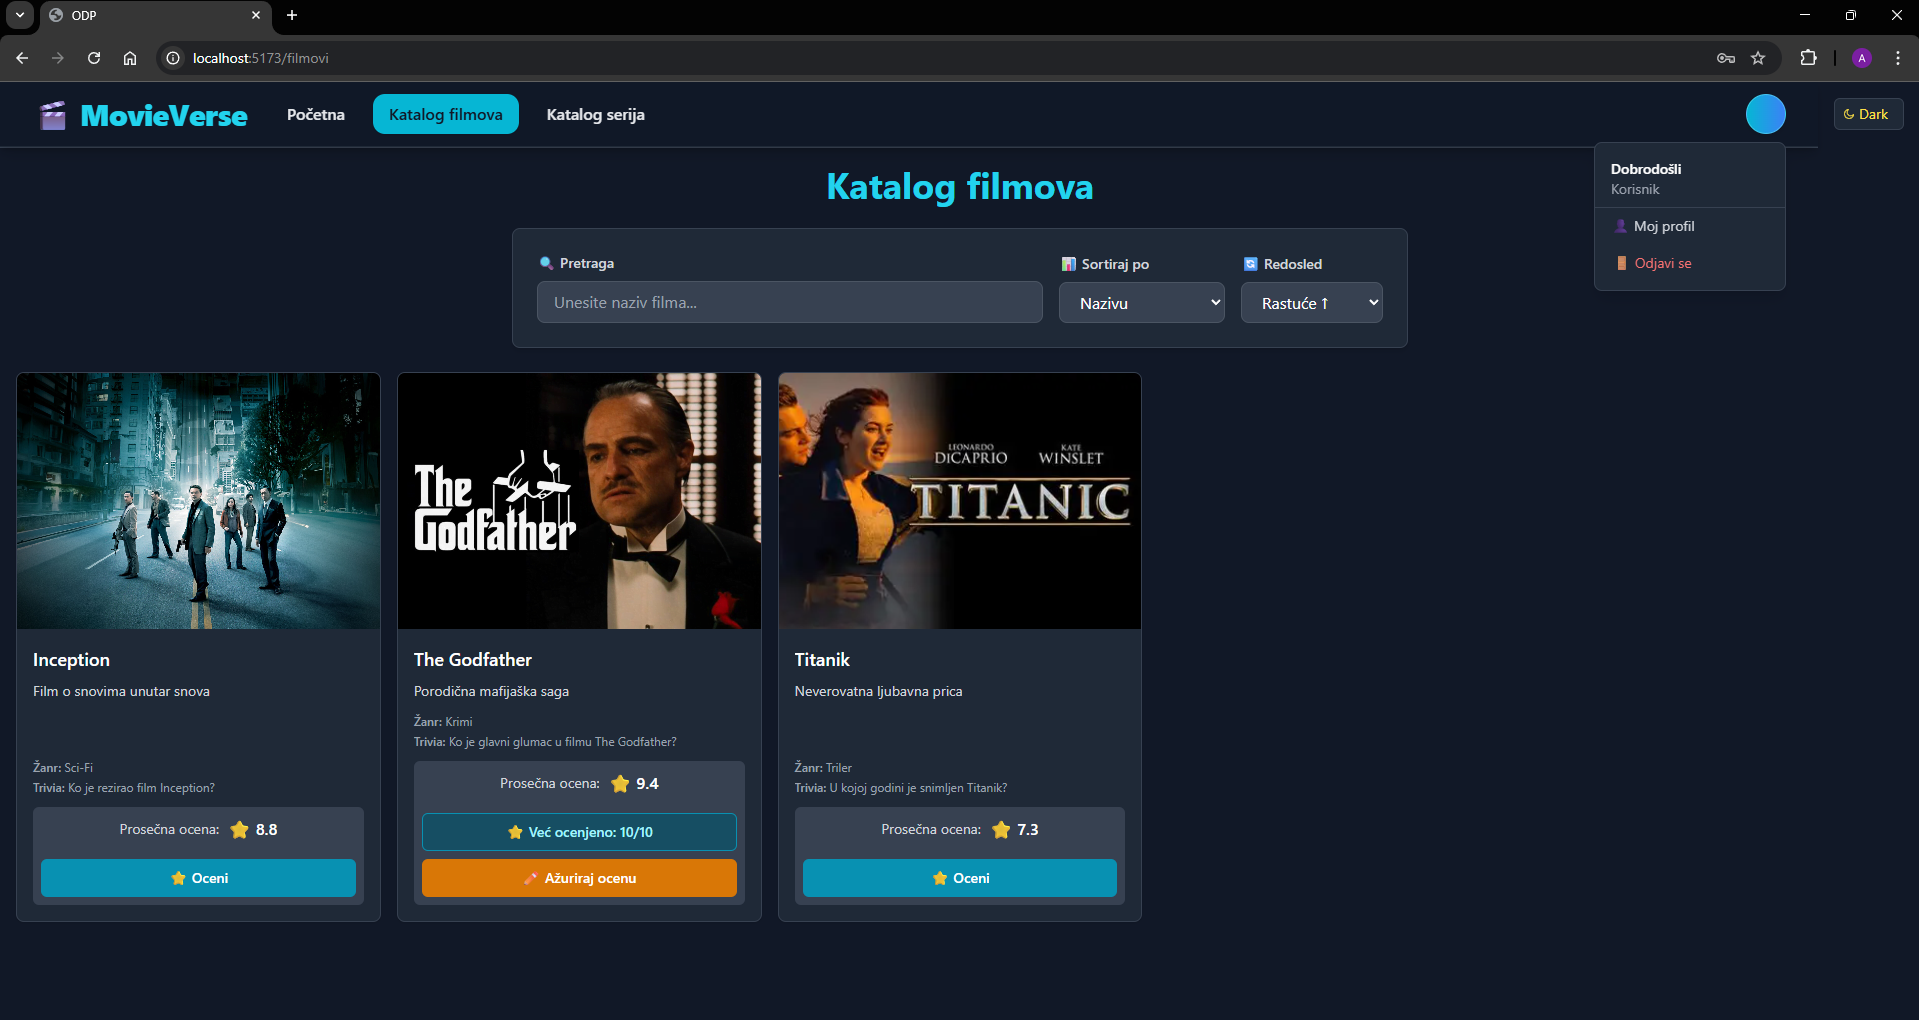 ODP
localhost:5173/filmovi
A
MovieVerse
Početna
Katalog filmova
Katalog serija
Dark
Dobrodošli
Korisnik
Moj profil
Odjavi se
Katalog filmova
Pretraga
Sortiraj po
Redosled
Unesite naziv filma...
Nazivu
Rastuće ↑
The
Godfather
LEONARDO
DICAPRIO
KATE
WINSLET
TITANIC
Inception
Film o snovima unutar snova
Žanr: Sci-Fi
Trivia: Ko je rezirao film Inception?
Prosečna ocena: ⭐ 8.8
⭐ Oceni
The Godfather
Porodična mafijaška saga
Žanr: Krimi
Trivia: Ko je glavni glumac u filmu The Godfather?
Prosečna ocena: ⭐ 9.4
⭐ Već ocenjeno: 10/10
Ažuriraj ocenu
Titanik
Neverovatna ljubavna prica
Žanr: Triler
Trivia: U kojoj godini je snimljen Titanik?
Prosečna ocena: ⭐ 7.3
⭐ Oceni